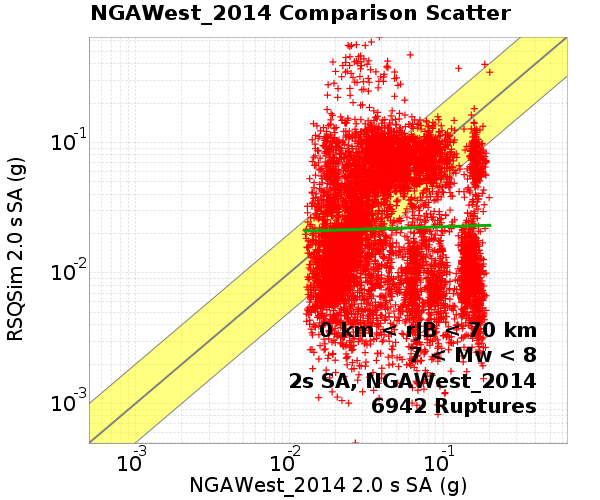 NGAWest_2014 Comparison Scatter
RSQSim 2.0 s SA (g)
10-1
10-2
10-3
0 km < rJB < 70 km
7 < Mw < 8
2s SA, NGAWest_2014
6942 Ruptures
10-3 10-2 10-1
NGAWest_2014 2.0 s SA (g)